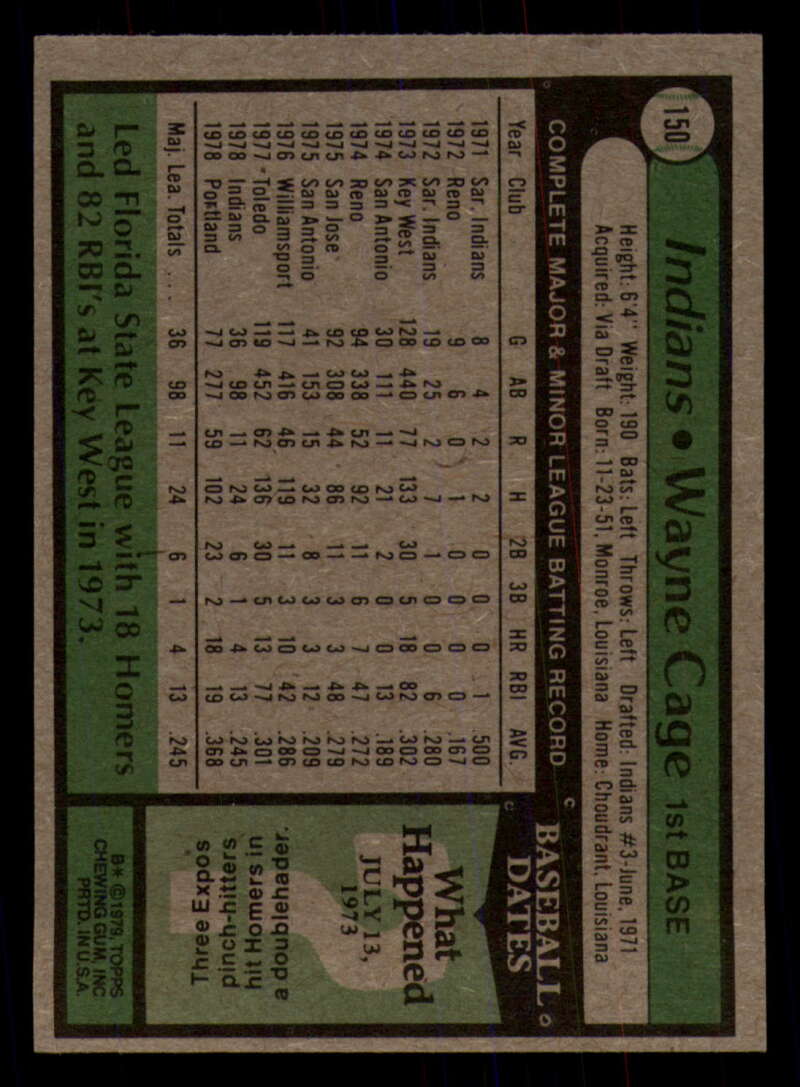 150
Indians • Wayne Cage 1st BASE
Height: 6'4" Weight: 190 Bats: Left Throws: Left Drafted: Indians #3-June, 1971
Acquired: Via Draft Born: 11-23-51, Monroe, Louisiana Home: Choudrant, Louisiana
COMPLETE MAJOR & MINOR LEAGUE BATTING RECORD
Year Club G AB R H 2B 3B HR RBI AVG.
1971 Sar. Indians 8 4 2 2 0 0 0 1 .500
1972 Reno 9 6 0 1 0 0 0 0 .167
1972 Sar. Indians 19 25 2 7 1 0 0 6 .280
1973 Key West 128 440 77 133 30 5 18 82 .302
1974 San Antonio 30 111 11 21 2 0 0 13 .189
1974 Reno 94 338 52 92 11 6 7 47 .272
1975 San Jose 92 308 44 86 11 3 3 48 .279
1975 San Antonio 41 153 15 32 8 3 3 12 .209
1976 Williamsport 117 416 46 119 11 3 10 42 .286
1977 Toledo 119 452 62 136 30 5 13 77 .301
1978 Indians 36 98 11 24 6 1 4 13 .245
1978 Portland 77 277 59 102 23 2 18 19 .368
Maj. Lea. Totals . . . . 36 98 11 24 6 1 4 13 .245
Led Florida State League with 18 Homers
and 82 RBI's at Key West in 1973.
BASEBALL
DATES
What
Happened
JULY 13,
1973
Three Expos
pinch-hitters
hit Homers in
a doublehader.
B* ©1979, TOPPS
CHEWING GUM, INC
PRTD. IN U.S.A.